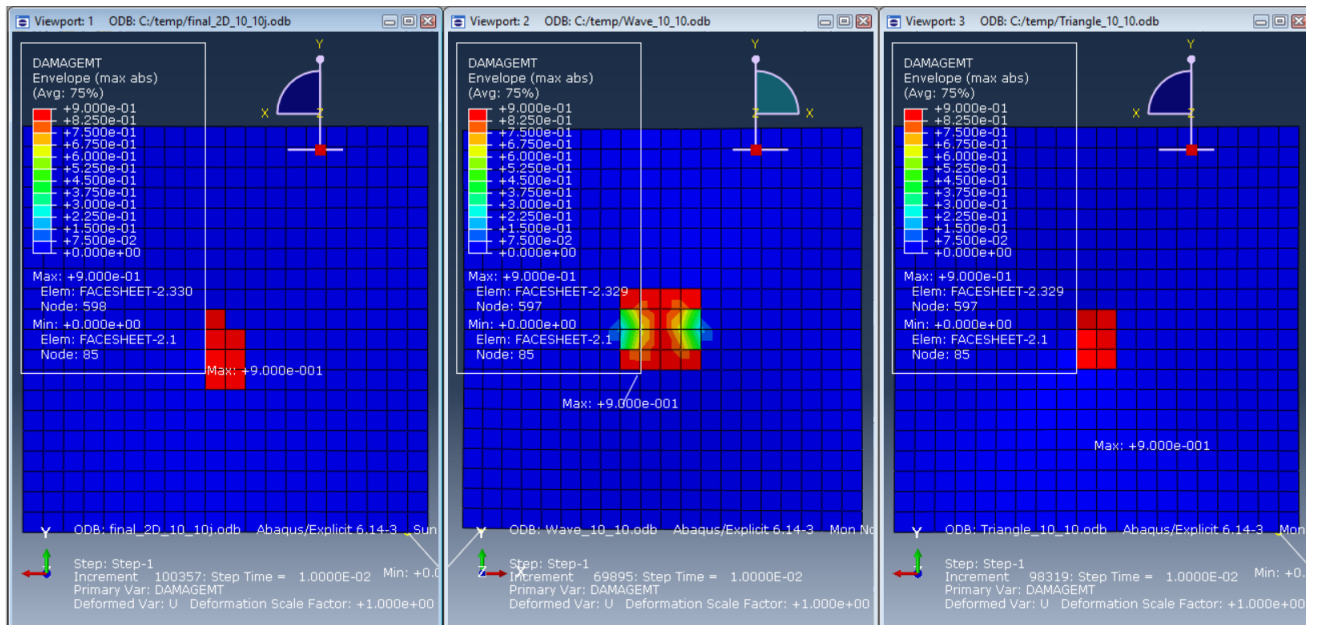 Viewport: 1 ODB: C:/temp/final_2D_10_10j.odb
Y
DAMAGEMT
Envelope (max abs)
(Avg: 75%)
X
Z
+9.000e-01
+8.250e-01
+7.500e-01
+6.750e-01
+6.000e-01
+5.250e-01
+4.500e-01
+3.750e-01
+3.000e-01
+2.250e-01
+1.500e-01
+7.500e-02
+0.000e+00
Max: +9.000e-01
Elem: FACESHEET-2.330
Node: 598
Min: +0.000e+00
Elem: FACESHEET-2.1
Node: 85
Max: +9.000e-001
Y
ODB: final_2D_10_10j.odb Abaqus/Explicit 6.14-3 Sun
Step: Step-1
Increment 100357: Step Time = 1.0000E-02
Min: +0.0
Primary Var: DAMAGEMT
Deformed Var: U Deformation Scale Factor: +1.000e+00
Viewport: 2 ODB: C:/temp/Wave_10_10.odb
Y
DAMAGEMT
Envelope (max abs)
(Avg: 75%)
Z
X
+9.000e-01
+8.250e-01
+7.500e-01
+6.750e-01
+6.000e-01
+5.250e-01
+4.500e-01
+3.750e-01
+3.000e-01
+2.250e-01
+1.500e-01
+7.500e-02
+0.000e+00
Max: +9.000e-01
Elem: FACESHEET-2.329
Node: 597
Min: +0.000e+00
Elem: FACESHEET-2.1
Node: 85
Max: +9.000e-001
Y
ODB: Wave_10_10.odb Abaqus/Explicit 6.14-3 Mon No
Z
X
Step: Step-1
Increment 69895: Step Time = 1.0000E-02
Primary Var: DAMAGEMT
Deformed Var: U Deformation Scale Factor: +1.000e+00
Viewport: 3 ODB: C:/temp/Triangle_10_10.odb
Y
DAMAGEMT
Envelope (max abs)
(Avg: 75%)
X
Z
+9.000e-01
+8.250e-01
+7.500e-01
+6.750e-01
+6.000e-01
+5.250e-01
+4.500e-01
+3.750e-01
+3.000e-01
+2.250e-01
+1.500e-01
+7.500e-02
+0.000e+00
Max: +9.000e-01
Elem: FACESHEET-2.329
Node: 597
Min: +0.000e+00
Elem: FACESHEET-2.1
Node: 85
Max: +9.000e-001
Y
ODB: Triangle_10_10.odb Abaqus/Explicit 6.14-3 Mon
Step: Step-1
Increment 98319: Step Time = 1.0000E-02
Min: +0.
Primary Var: DAMAGEMT
Deformed Var: U Deformation Scale Factor: +1.000e+00